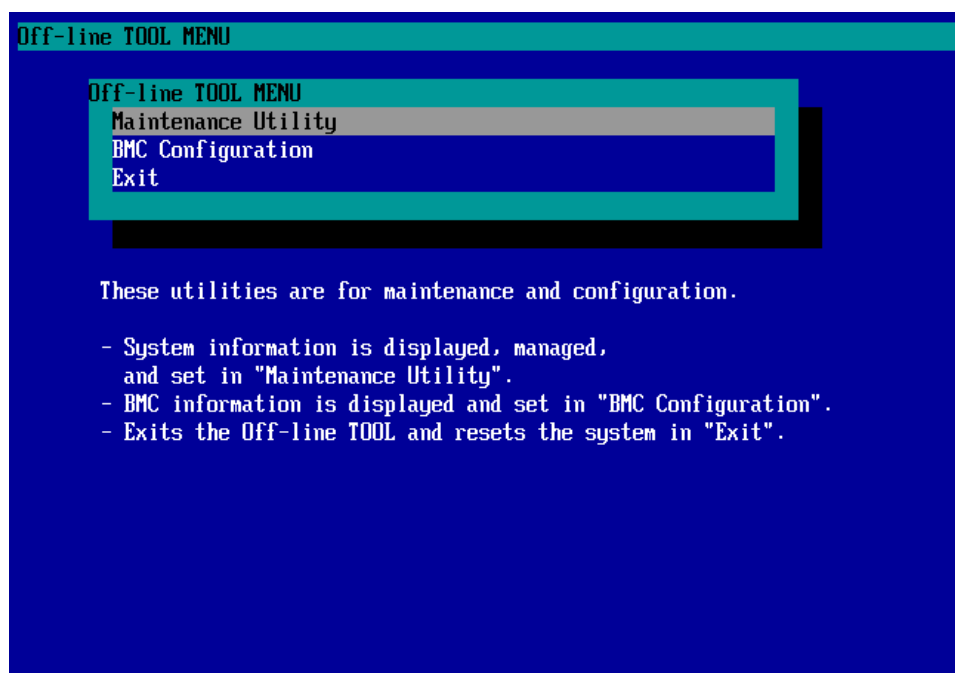 Off-line TOOL MENU
Off-line TOOL MENU
Maintenance Utility
BMC Configuration
Exit
These utilities are for maintenance and configuration.
- System information is displayed, managed,
and set in "Maintenance Utility".
- BMC information is displayed and set in "BMC Configuration".
- Exits the Off-line TOOL and resets the system in "Exit".